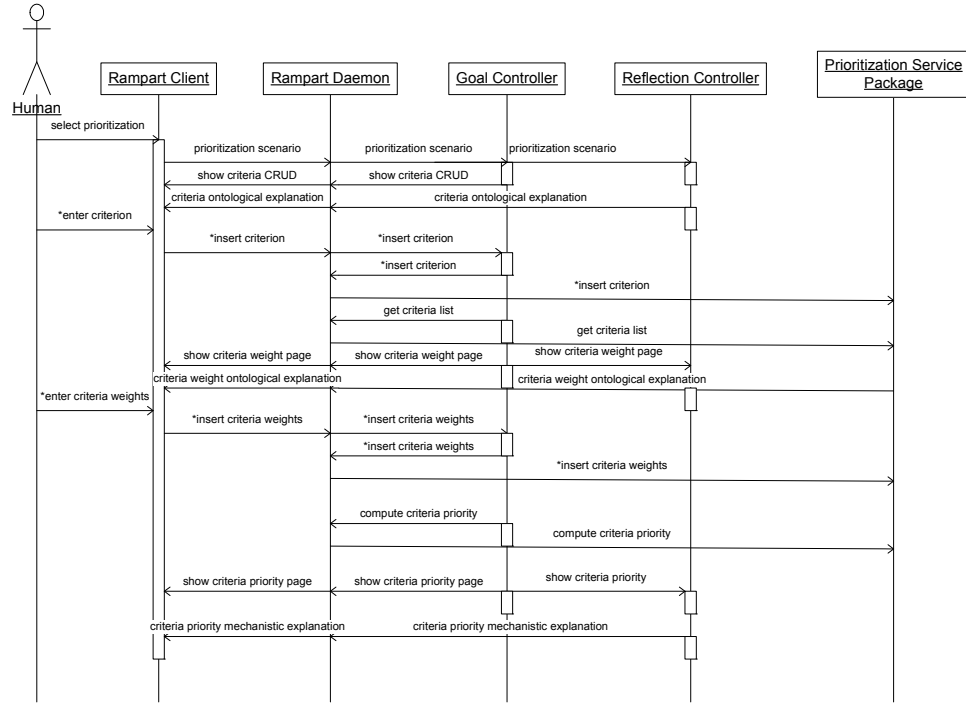 Rampart Client
Rampart Daemon
Goal Controller
Reflection Controller
Prioritization Service
Package
Human
select prioritization
prioritization scenario
prioritization scenario
prioritization scenario
show criteria CRUD
show criteria CRUD
criteria ontological explanation
criteria ontological explanation
*enter criterion
*insert criterion
*insert criterion
*insert criterion
*insert criterion
get criteria list
get criteria list
show criteria weight page
show criteria weight page
show criteria weight page
criteria weight ontological explanation
criteria weight ontological explanation
*enter criteria weights
*insert criteria weights
*insert criteria weights
*insert criteria weights
*insert criteria weights
compute criteria priority
compute criteria priority
show criteria priority page
show criteria priority page
show criteria priority
criteria priority mechanistic explanation
criteria priority mechanistic explanation